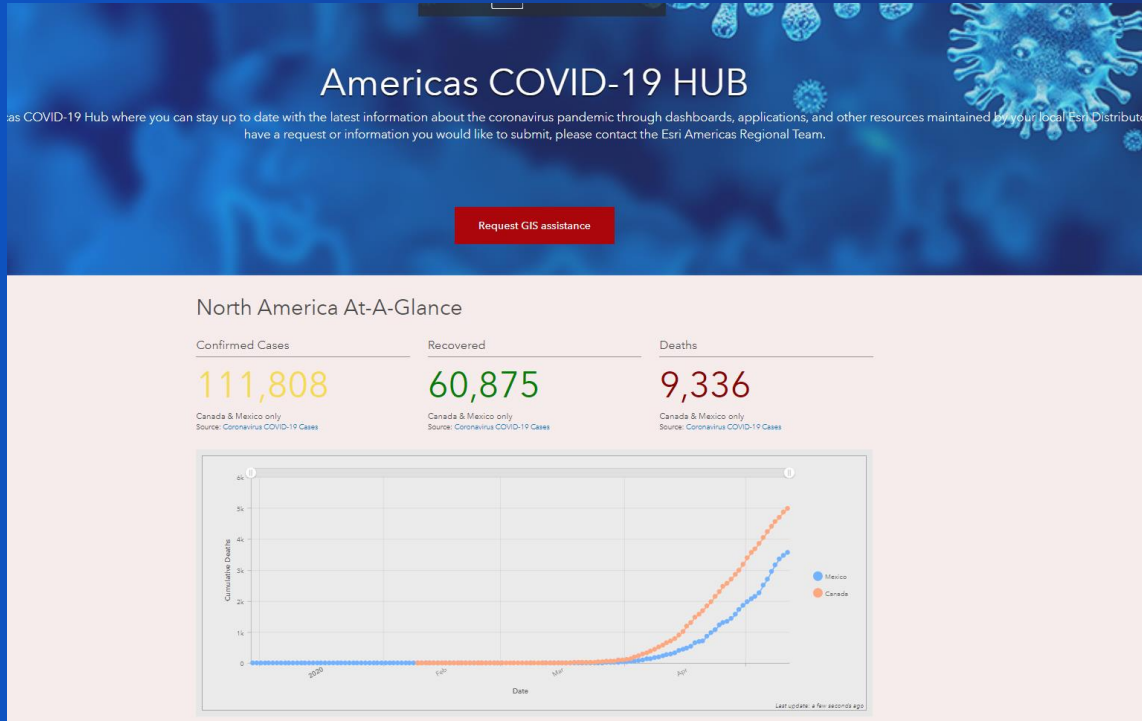 Americas COVID-19 HUB
as COVID-19 Hub where you can stay up to date with the latest information about the coronavirus pandemic through dashboards, applications, and other resources maintained by your local Esri Distributo
have a request or information you would like to submit, please contact the Esri Americas Regional Team.
Request GIS assistance
North America At-A-Glance
Confirmed Cases Recovered Deaths
111,808 60,875 9,336
Canada & Mexico only Canada & Mexico only Canada & Mexico only
Source: Coronavirus COVID-19 Cases Source: Coronavirus COVID-19 Cases Source: Coronavirus COVID-19 Cases
6k
5k
4k
3k
2k
1k
0
Cumulative Deaths
Mexico
Canada
2020 Feb Mar Apr
Date
Last update: a few seconds ago